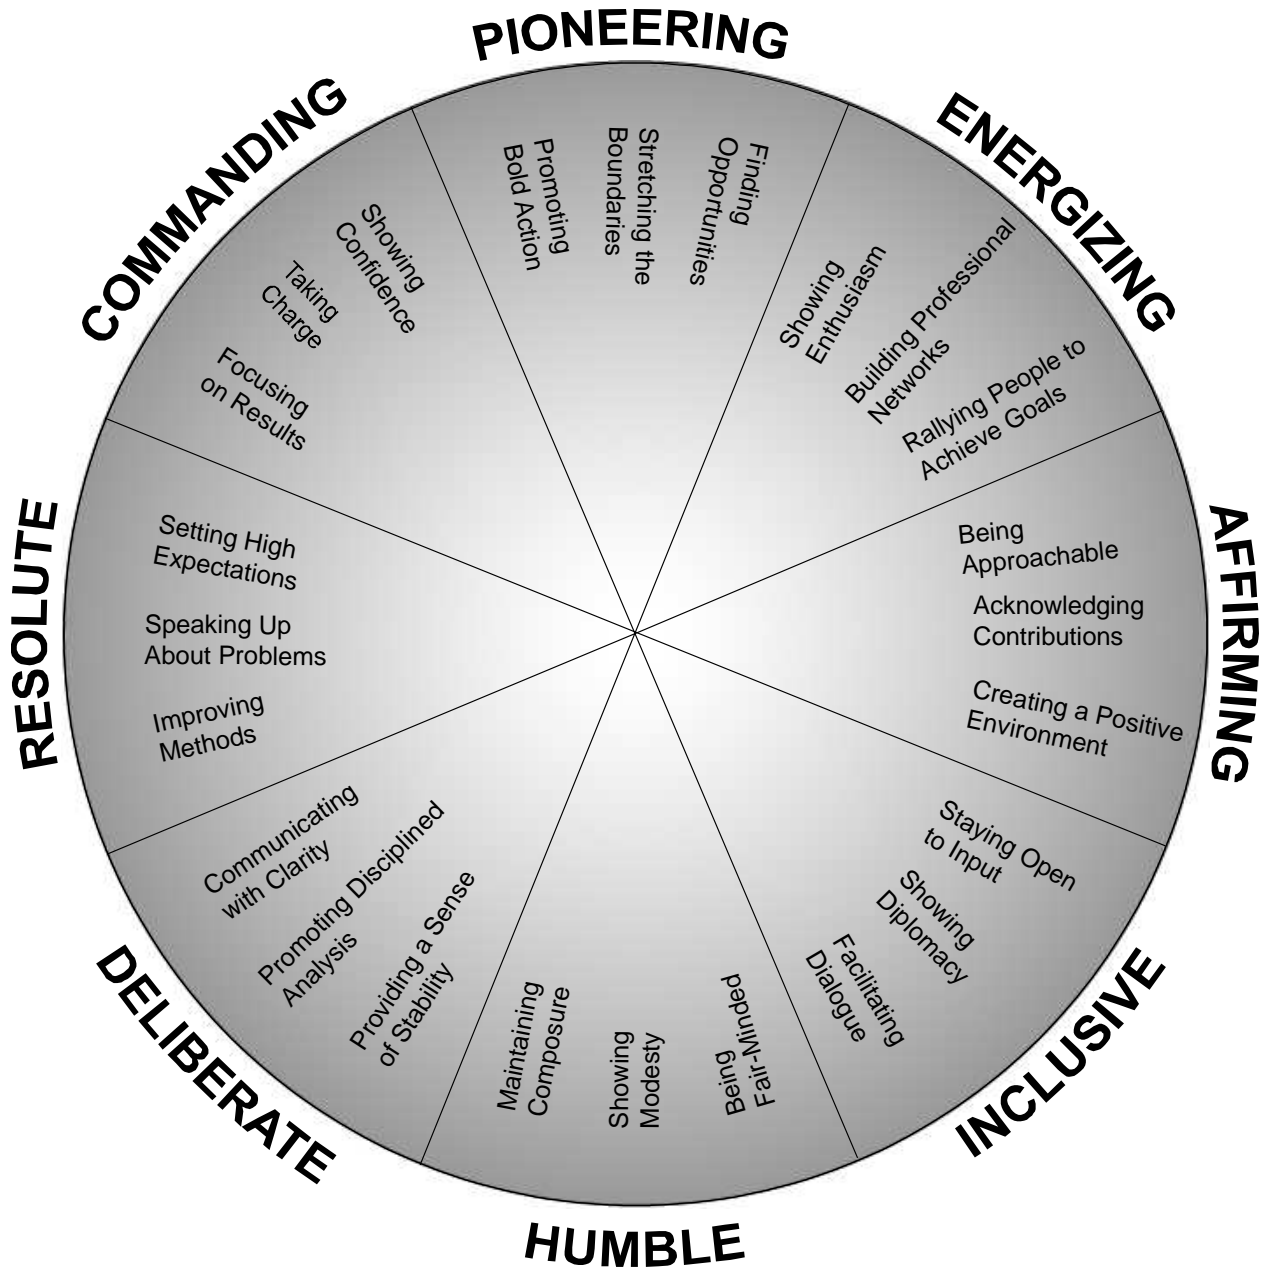 PIONEERING
Finding
Opportunities
Stretching the
Boundaries
Promoting
Bold Action
ENERGIZING
Showing
Enthusiasm
Building Professional
Networks
Rallying People to
Achieve Goals
AFFIRMING
Being
Approachable
Acknowledging
Contributions
Creating a Positive
Environment
INCLUSIVE
Staying Open
to Input
Showing
Diplomacy
Facilitating
Dialogue
HUMBLE
Being
Fair-Minded
Showing
Modesty
Maintaining
Composure
DELIBERATE
Providing a Sense
of Stability
Promoting Disciplined
Analysis
Communicating
with Clarity
RESOLUTE
Improving
Methods
Speaking Up
About Problems
Setting High
Expectations
COMMANDING
Focusing
on Results
Taking
Charge
Showing
Confidence